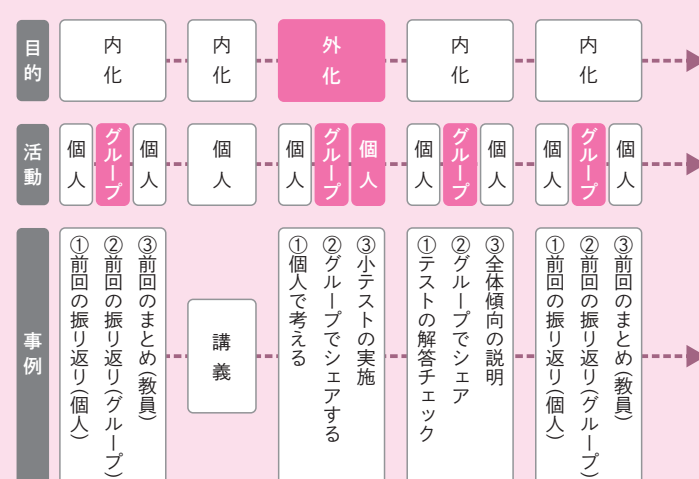 目的
内化
内化
外化
内化
内化
活動
個人
グループ
個人
個人
個人
グループ
個人
個人
グループ
個人
個人
グループ
個人
事例
①前回の振り返り(個人)
②前回の振り返り(グループ)
③前回のまとめ(教員)
講義
①個人で考える
②グループでシェアする
③小テストの実施
①テストの解答チェック
②グループでシェア
③全体傾向の説明
①前回の振り返り(個人)
②前回の振り返り(グループ)
③前回のまとめ(教員)